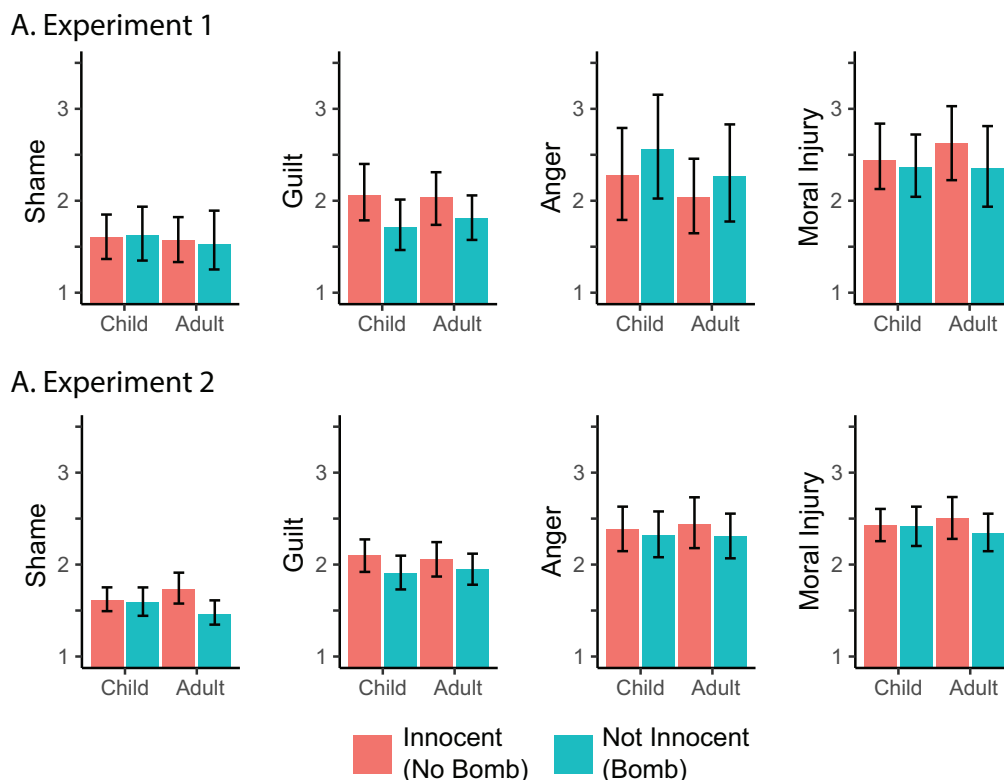 A. Experiment 1
Shame
3
2
1
Child Adult
Guilt
3
2
1
Child Adult
Anger
3
2
1
Child Adult
Moral Injury
3
2
1
Child Adult
A. Experiment 2
Shame
3
2
1
Child Adult
Guilt
3
2
1
Child Adult
Anger
3
2
1
Child Adult
Moral Injury
3
2
1
Child Adult
Innocent
(No Bomb)
Not Innocent
(Bomb)